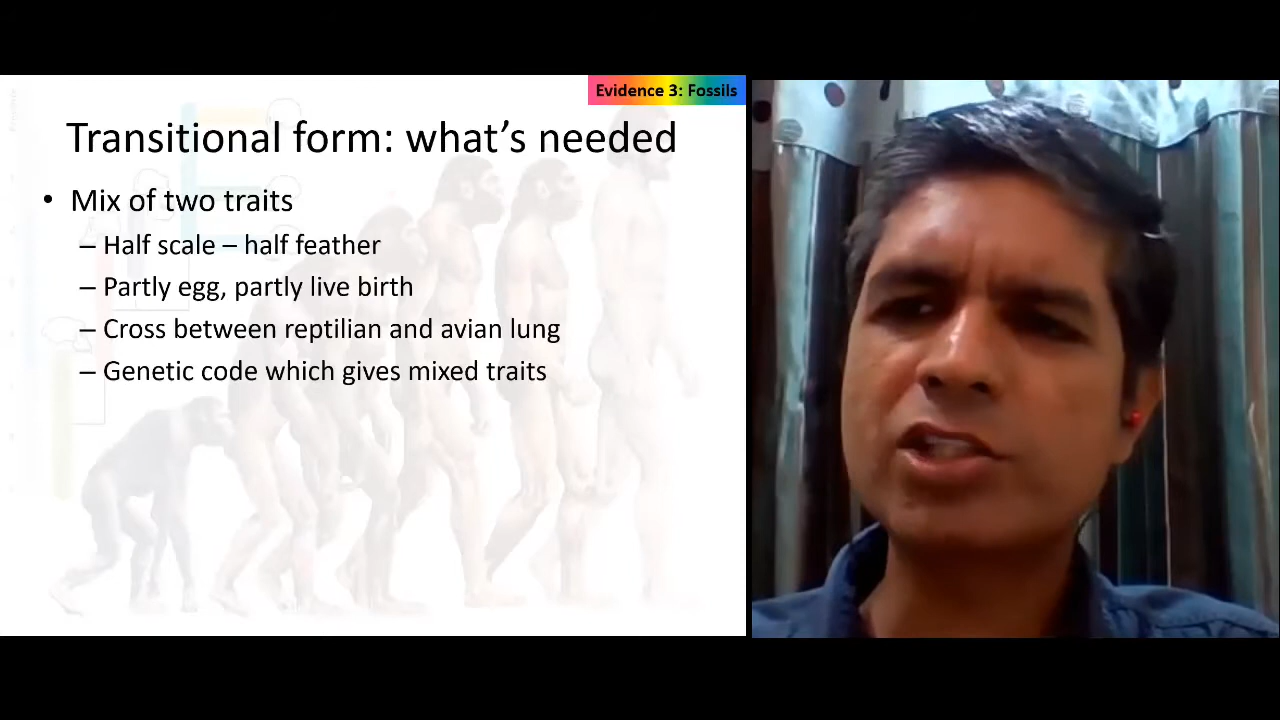 Evidence 3: Fossils
Transitional form: what's needed
• Mix of two traits
– Half scale – half feather
– Partly egg, partly live birth
– Cross between reptilian and avian lung
– Genetic code which gives mixed traits